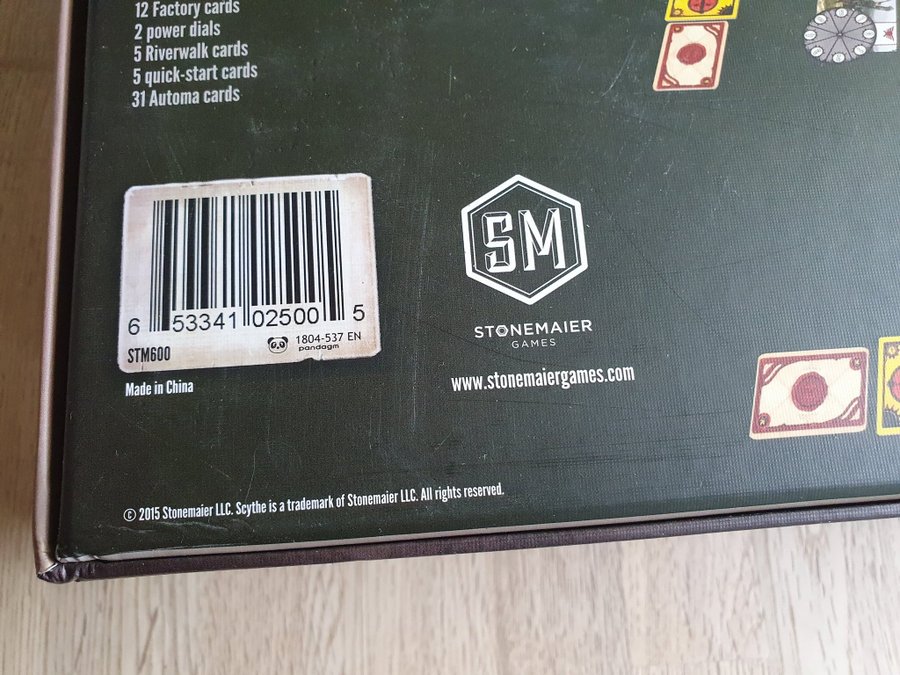 12 Factory cards
2 power dials
5 Riverwalk cards
5 quick-start cards
31 Automa cards
6 53341 02500 5
STM600
1804-537 EN
pandagm
Made in China
SM
STONEMAIER
GAMES
www.stonemaiergames.com
© 2015 Stonemaier LLC. Scythe is a trademark of Stonemaier LLC. All rights reserved.